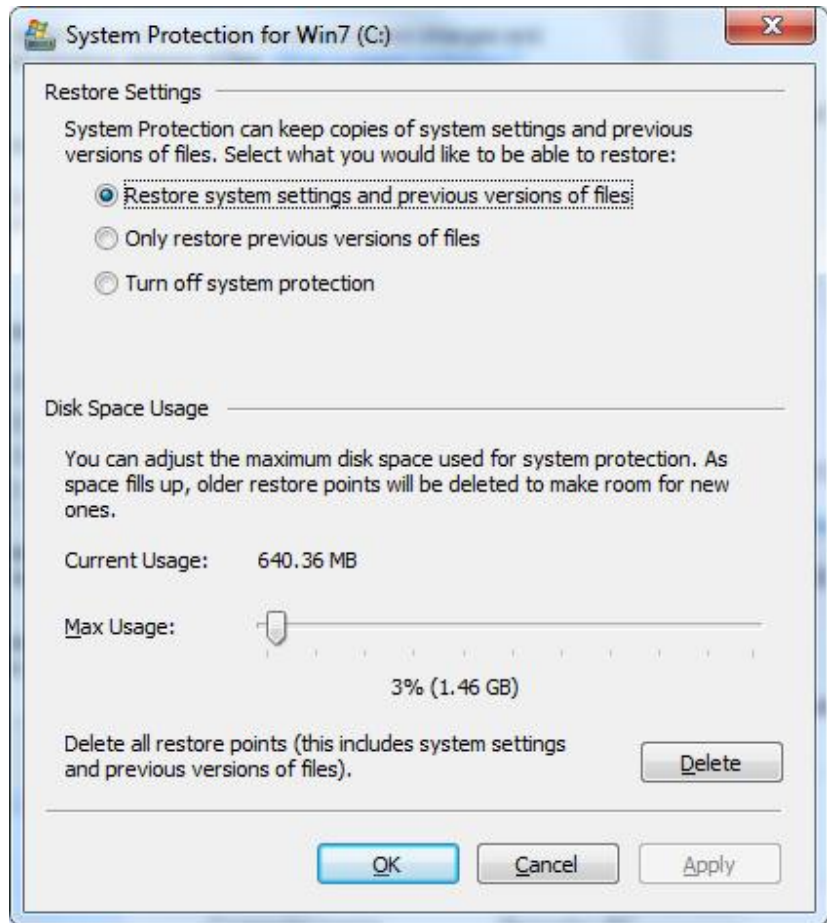 System Protection for Win7 (C:)
Restore Settings
System Protection can keep copies of system settings and previous
versions of files. Select what you would like to be able to restore:
Restore system settings and previous versions of files
Only restore previous versions of files
Turn off system protection
Disk Space Usage
You can adjust the maximum disk space used for system protection. As
space fills up, older restore points will be deleted to make room for new
ones.
Current Usage: 640.36 MB
Max Usage:
3% (1.46 GB)
Delete all restore points (this includes system settings
and previous versions of files).
Delete
OK Cancel Apply